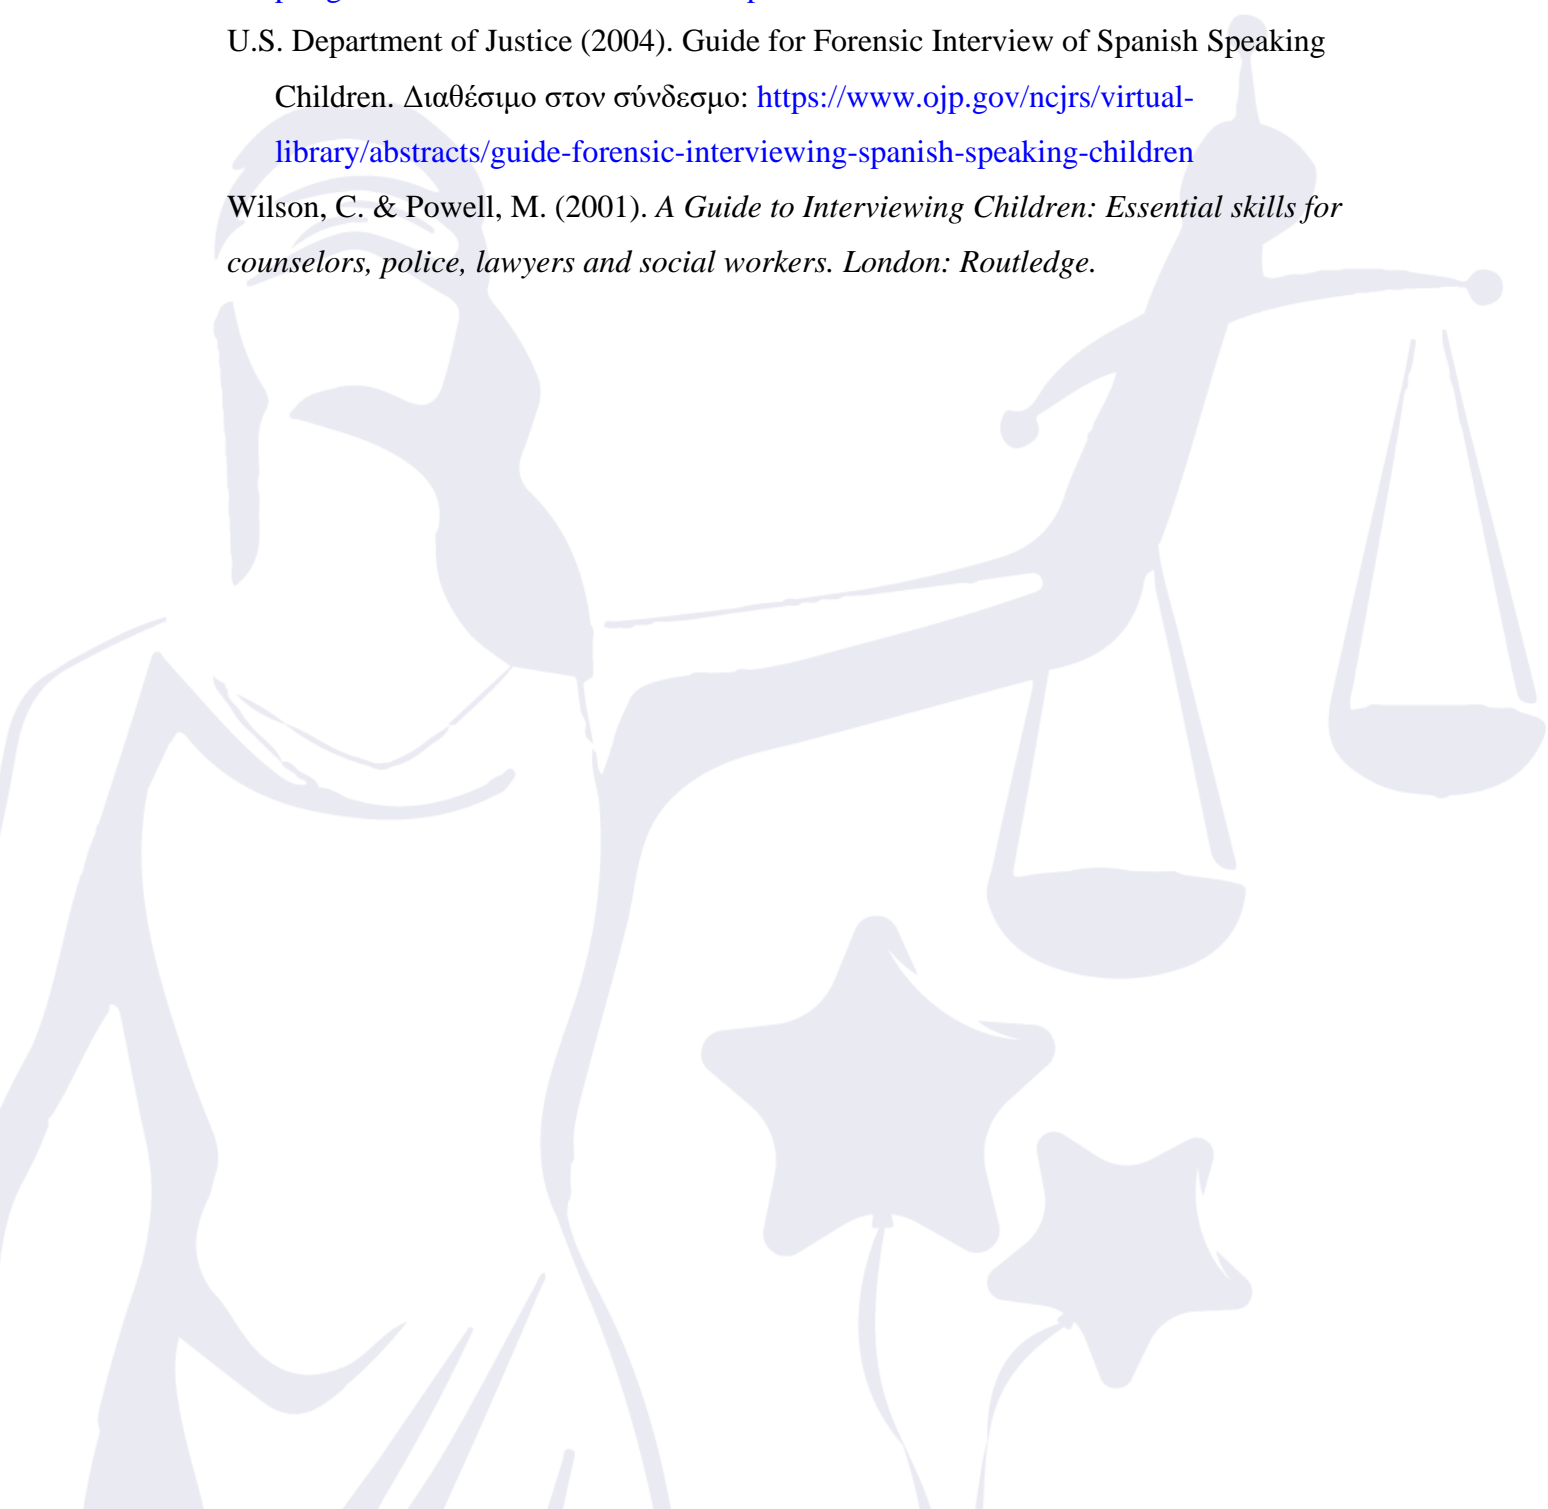 U.S. Department of Justice (2004). Guide for Forensic Interview of Spanish Speaking
Children. Διαθέσιμο στον σύνδεσμο: https://www.ojp.gov/ncjrs/virtual-
library/abstracts/guide-forensic-interviewing-spanish-speaking-children
Wilson, C. & Powell, M. (2001). A Guide to Interviewing Children: Essential skills for
counselors, police, lawyers and social workers. London: Routledge.